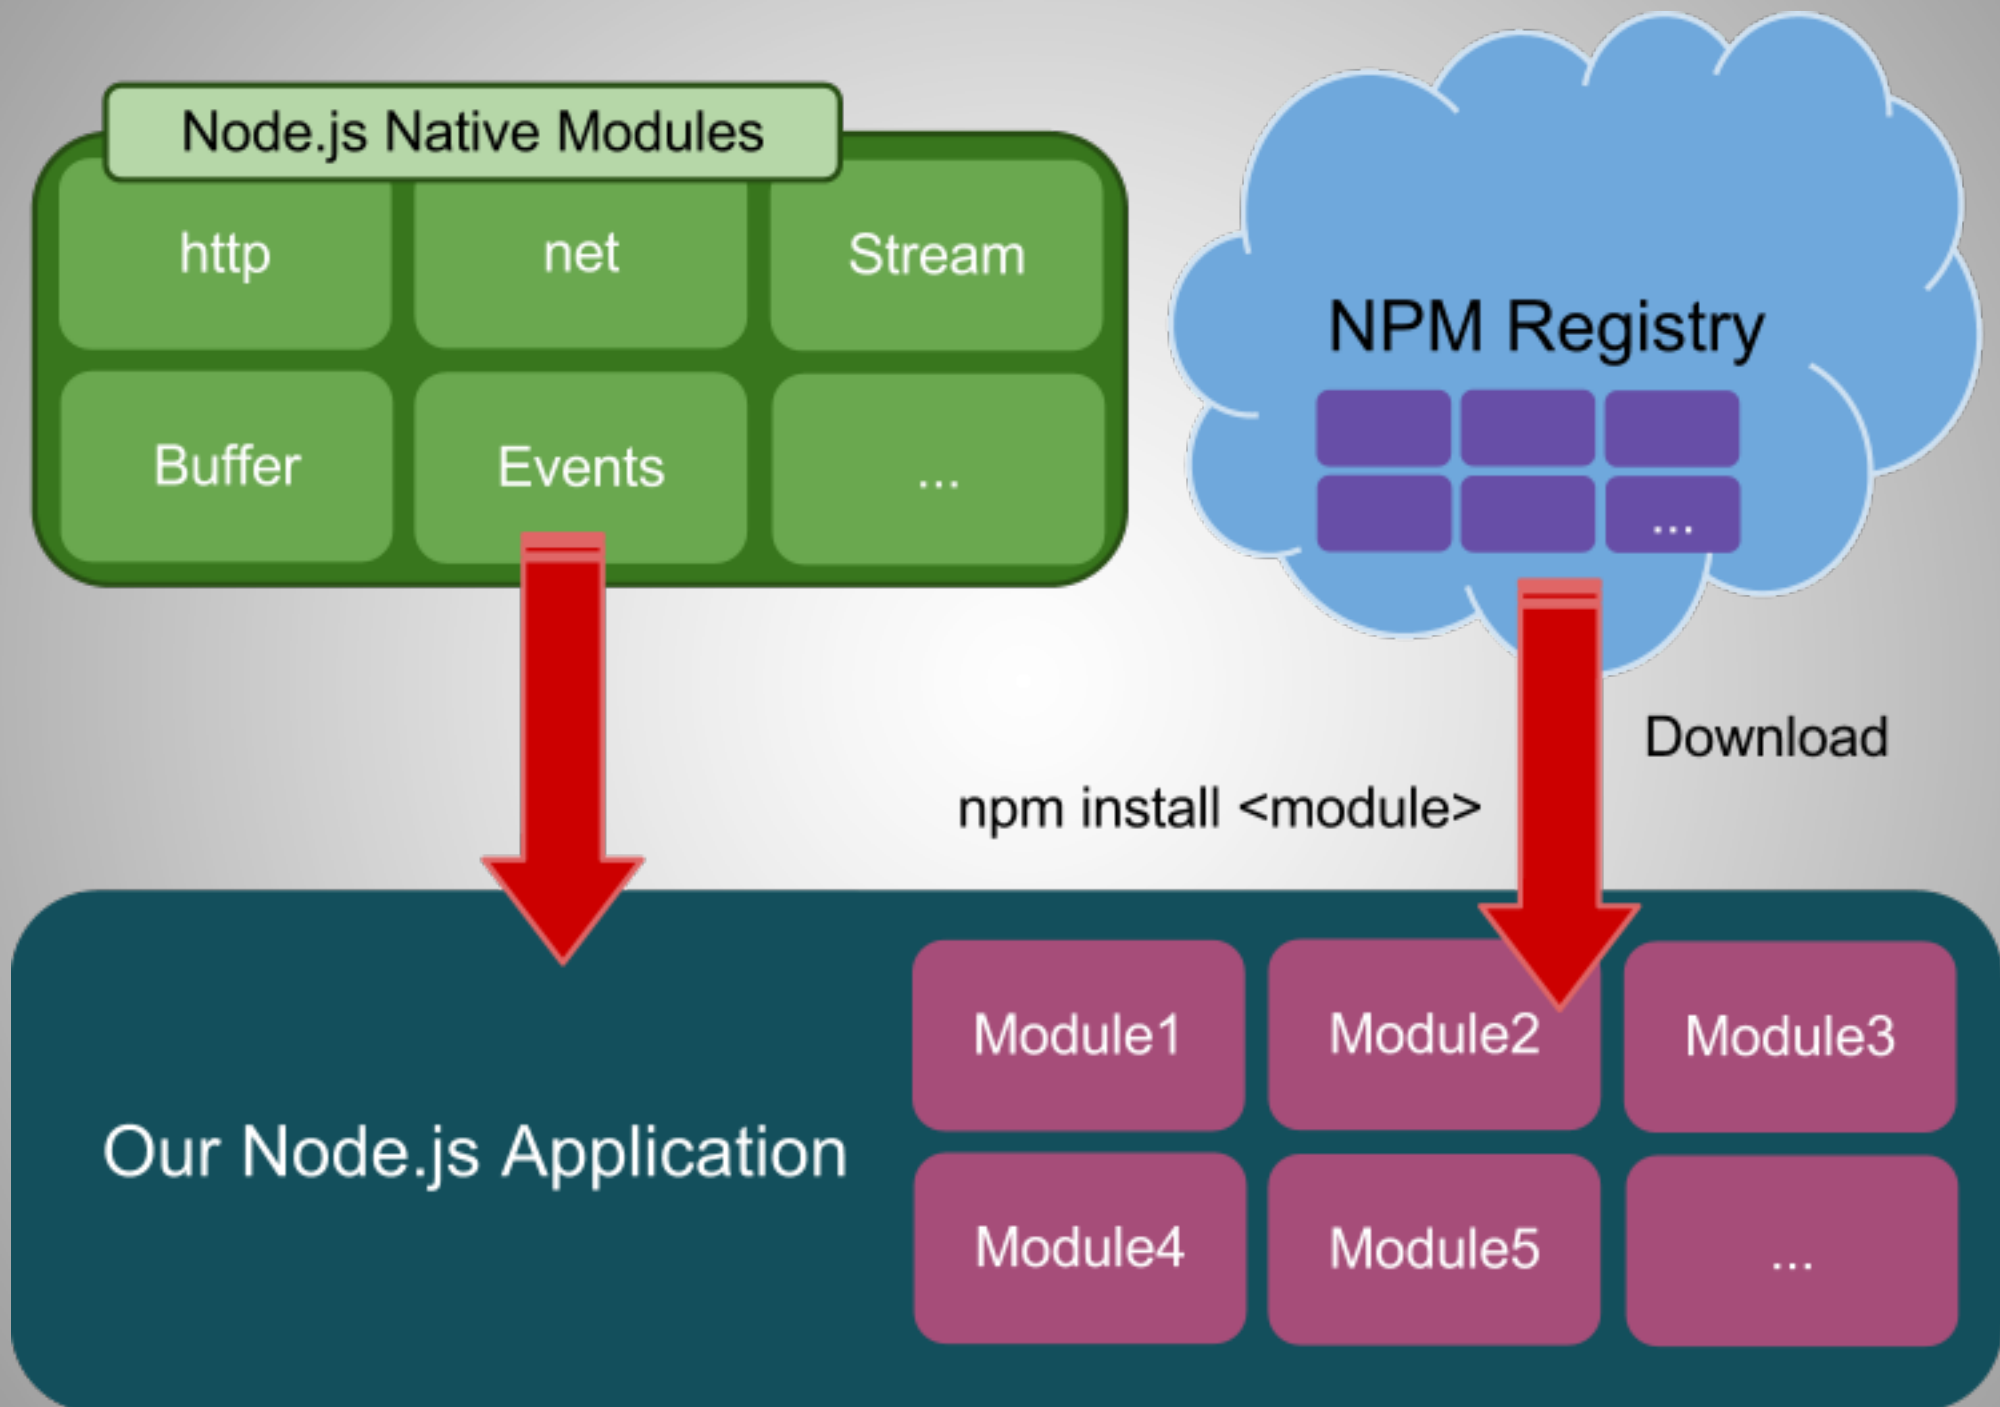 Node.js Native Modules
http
net
Stream
Buffer
Events
...
NPM Registry
...
Download
npm install <module>
Our Node.js Application
Module1
Module2
Module3
Module4
Module5
...